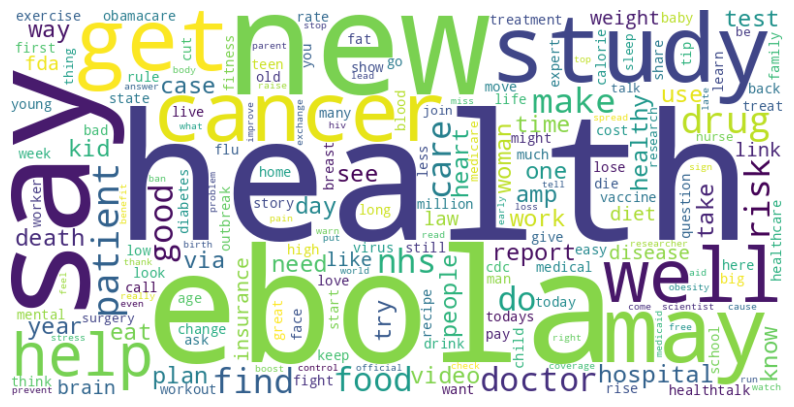 exercise
obamacare
rate
fitness
you
parent
stop
fat
go
treatment
weight
baby
test
be
way
first
fda
thing
rule
cut
body
get
new
teen
old
show
lead
study
expert
calorie
sleep
tip
share
talk
learn
family
back
treat
young
state
case
answer
raise
cancer
move
life
make
use
top
late
bad
kid
week
live
what
flu
improve
exchange
many
hiv
blood
join
miss
medicare
might
time
healthy
cost
spread
research
drug
nurse
say
worker
death
patient
good
ban
problem
diabetes
outbreak
home
story
pain
day
breast
less
see
long
health
care
heart
million
much
woman
one
amp
law
work
early
tell
loss
lose
die
vaccine
diet
sign
question
take
link
risk
healthcare
benefit
low
look
call
birth
thank
via
high
warn
put
virus
still
need
like
nhs
read
report
give
cdc
man
easy
medical
disease
researcher
here
big
aid
obesity
well
mental
feel
really
even
year
surgery
age
change
ask
insurance
ebola
great
face
love
world
start
try
recipe
people
drink
do
today
todays
pay
child
may
come
scientist
cause
medicaid
free
right
school
know
help
stress
eat
think
prevent
brain
workout
plan
boost
find
control
fight
official
keep
food
check
video
want
doctor
coverage
rise
hospital
healthtalk
run
watch